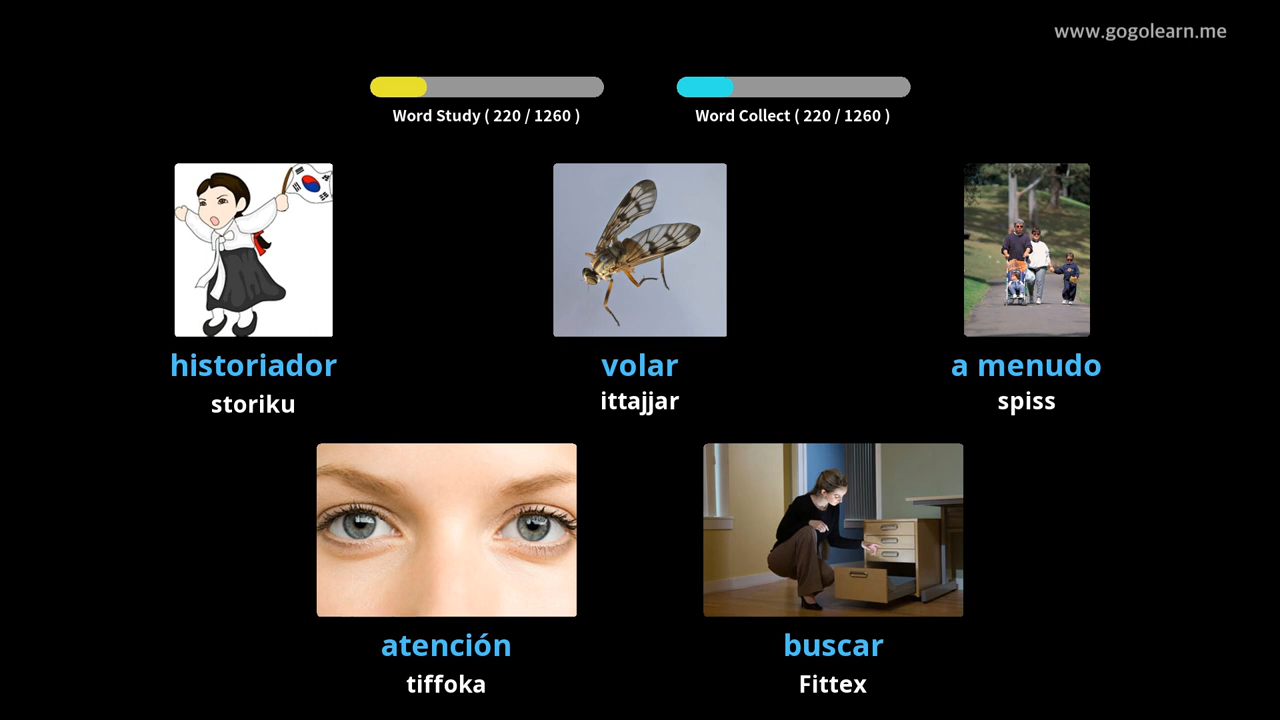 www.gogolearn.me
Word Study ( 220 / 1260 )
Word Collect ( 220 / 1260 )
historiador
storiku
volar
ittajjar
a menudo
spiss
atención
tiffoka
buscar
Fittex